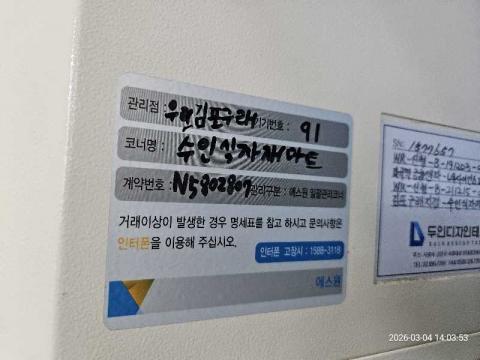 관리점 : 우리김포구래 기기번호 : 91
코너명 : 수인식자재마트
계약번호 : N5802807 관리구분 : 에스원 일괄관리코너
거래이상이 발생한 경우 명세표를 참고 하시고 문의사항은
인터폰을 이용해 주십시오.
인터폰 고장시 : 1588-3118
에스원
S/N:
두인디자인테
2026-03-04 14:03:53